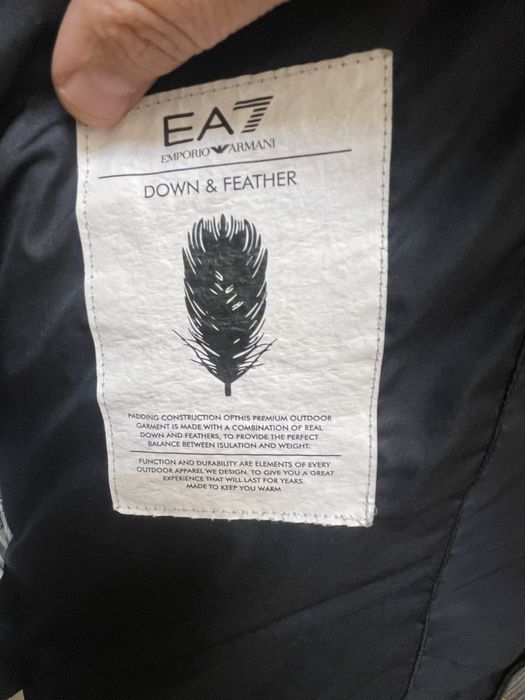 EA7
EMPORIO ARMANI
DOWN & FEATHER
PADDING CONSTRUCTION OFTHIS PREMIUM OUTDOOR
GARMENT IS MADE WITH A COMBINATION OF REAL
DOWN AND FEATHERS, TO PROVIDE THE PERFECT
BALANCE BETWEEN ISULATION AND WEIGHT.
FUNCTION AND DURABILITY ARE ELEMENTS OF EVERY
OUTDOOR APPAREL WE DESIGN. TO GIVE YOU A GREAT
EXPERIENCE THAT WILL LAST FOR YEARS.
MADE TO KEEP YOU WARM